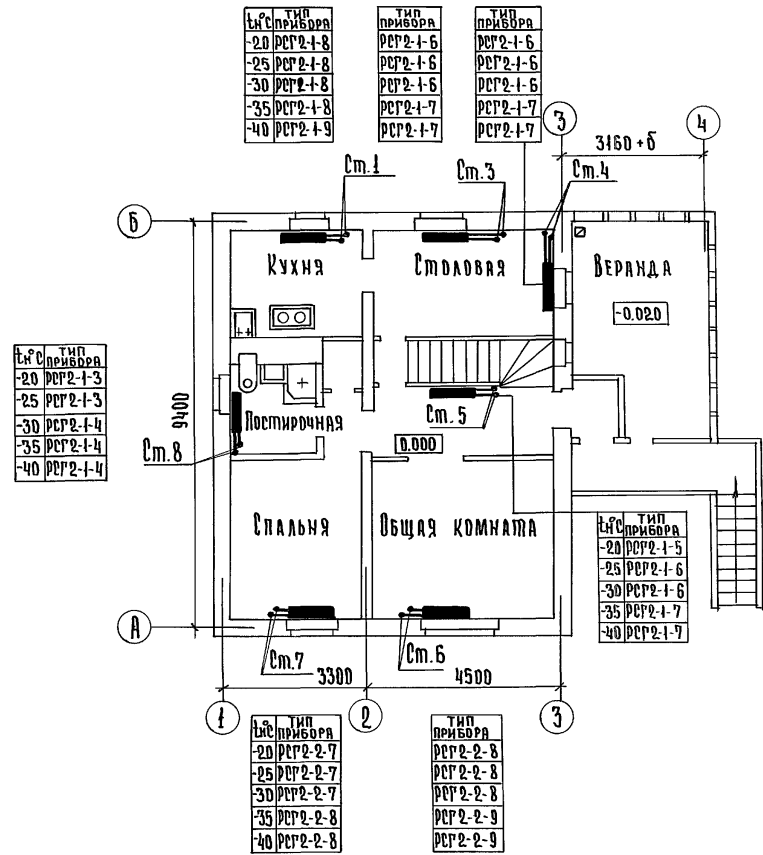 tн°C ТИП ПРИБОРА
-20 РСГ2-1-8
-25 РСГ2-1-8
-30 РСГ2-1-8
-35 РСГ2-1-8
-40 РСГ2-1-9
ТИП ПРИБОРА
РСГ2-1-6
РСГ2-1-6
РСГ2-1-6
РСГ2-1-7
РСГ2-1-7
ТИП ПРИБОРА
РСГ2-1-6
РСГ2-1-6
РСГ2-1-6
РСГ2-1-7
РСГ2-1-7
3
4
3160+δ
Ст.1
Ст.3
Ст.4
Б
Кухня
Столовая
Веранда
-0.020
tн°C ТИП ПРИБОРА
-20 РСГ2-1-3
-25 РСГ2-1-3
-30 РСГ2-1-4
-35 РСГ2-1-4
-40 РСГ2-1-4
9400
Постирочная
Ст.5
Ст.8
0.000
Спальня
Общая комната
tн°C ТИП ПРИБОРА
-20 РСГ2-1-5
-25 РСГ2-1-6
-30 РСГ2-1-6
-35 РСГ2-1-7
-40 РСГ2-1-7
А
Ст.7
Ст.6
3300
4500
1
2
3
tн°C ТИП ПРИБОРА
-20 РСГ2-2-7
-25 РСГ2-2-7
-30 РСГ2-2-7
-35 РСГ2-2-8
-40 РСГ2-2-8
ТИП ПРИБОРА
РСГ2-2-8
РСГ2-2-8
РСГ2-2-8
РСГ2-2-9
РСГ2-2-9